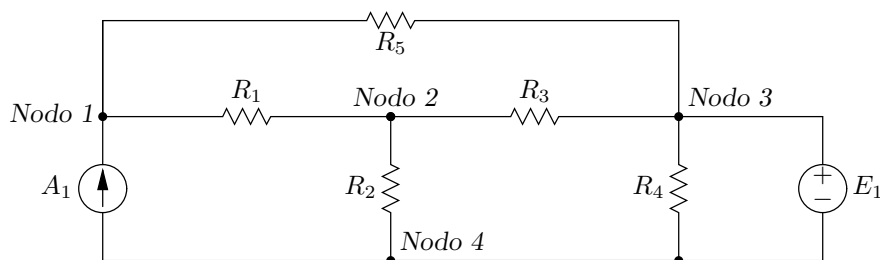 R5
R1
Nodo 2
R3
Nodo 3
Nodo 1
A1
R2
R4
+
−
E1
Nodo 4